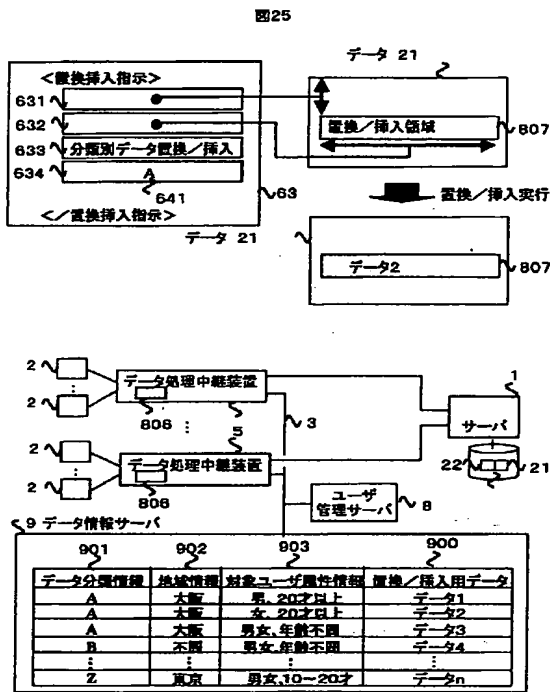 図25
データ 21
<置換挿入指示>
631
632
633 分類別データ置換／挿入
634 A
641
63
</置換挿入指示>
データ 21
置換／挿入領域
807
置換／挿入実行
データ2
807
2
2
データ処理中継装置
806
5
3
1
サーバ
22
21
2
2
データ処理中継装置
806
ユーザ
管理サーバ
8
9 データ情報サーバ
901 902 903 900
データ分類情報 地域情報 対象ユーザ属性情報 置換／挿入用データ
A 大阪 男、20才以上 データ1
A 大阪 女、20才以上 データ2
A 大阪 男女、年齢不問 データ3
B 不問 男女、年齢不問 データ4
Z 東京 男女、10～20才 データn